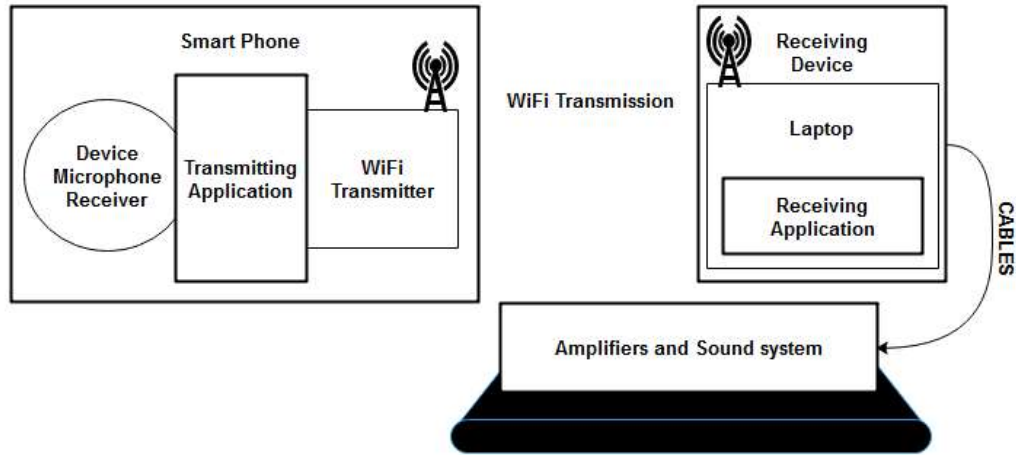 Smart Phone
Device
Microphone
Receiver
Transmitting
Application
WiFi
Transmitter
WiFi Transmission
Receiving
Device
Laptop
Receiving
Application
CABLES
Amplifiers and Sound system